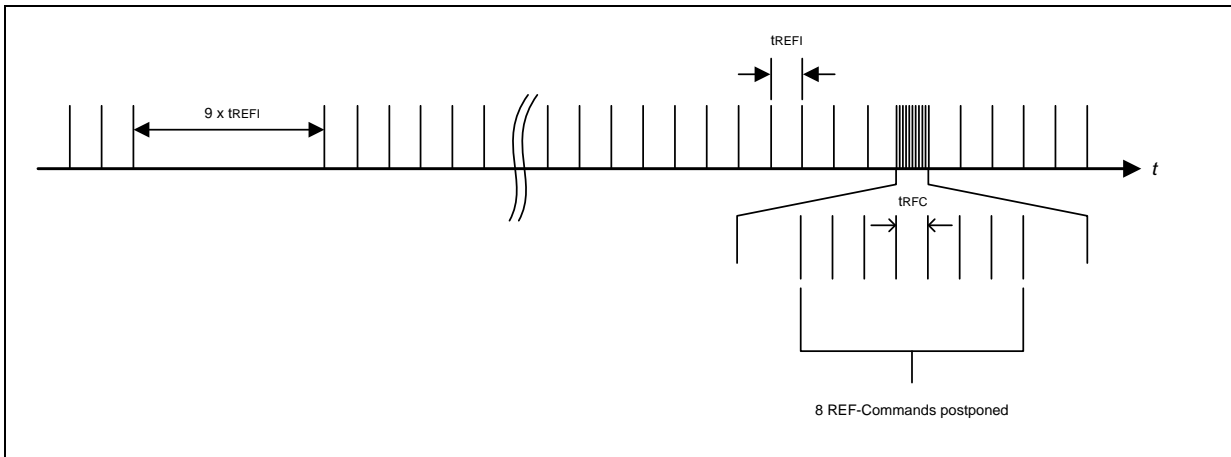 tREFI
9 x tREFI
t
tRFC
8 REF-Commands postponed